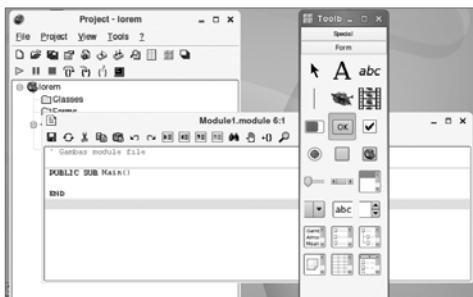 Project - lorem
File Project View Tools ?
lorem
Classes
Module1.module 6:1
' Gambas module file
PUBLIC SUB Main()
END
Toolb
Special
Form
A abc
OK
abc